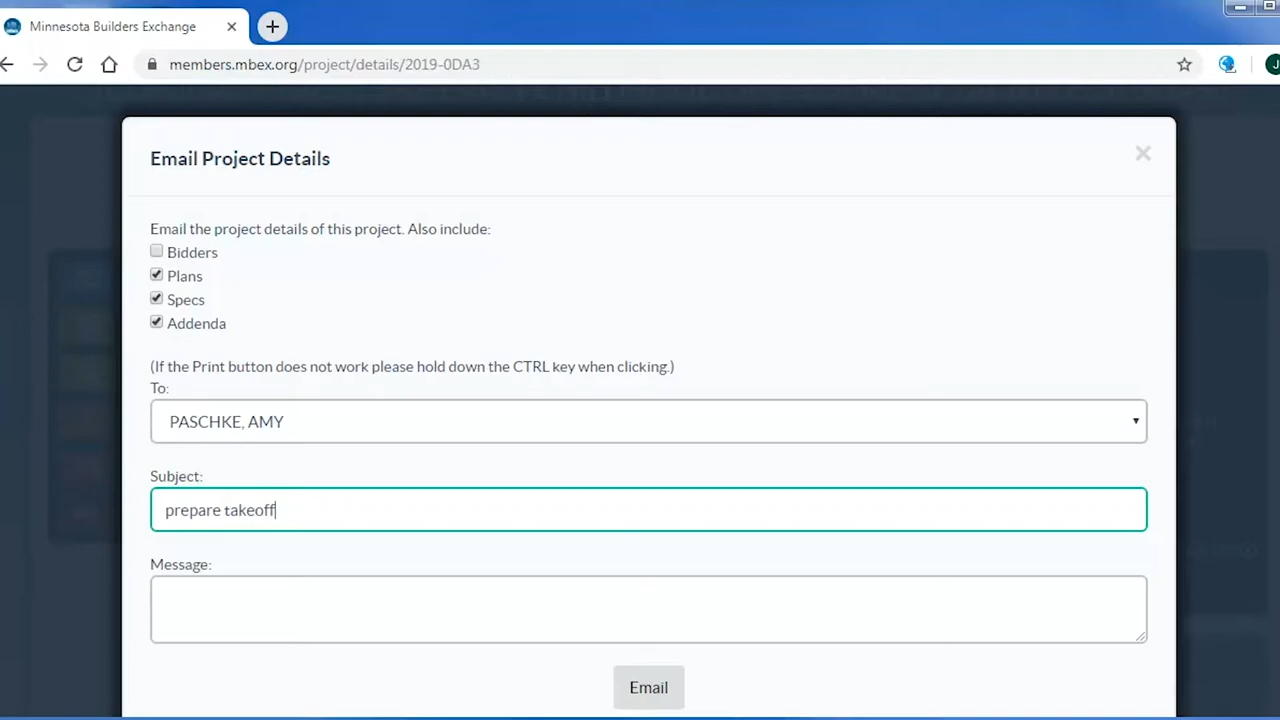 Minnesota Builders Exchange
members.mbex.org/project/details/2019-0DA3
J
Email Project Details
Email the project details of this project. Also include:
Bidders
Plans
Specs
Addenda
(If the Print button does not work please hold down the CTRL key when clicking.)
To:
PASCHKE, AMY
Subject:
prepare takeoff
Message:
Email